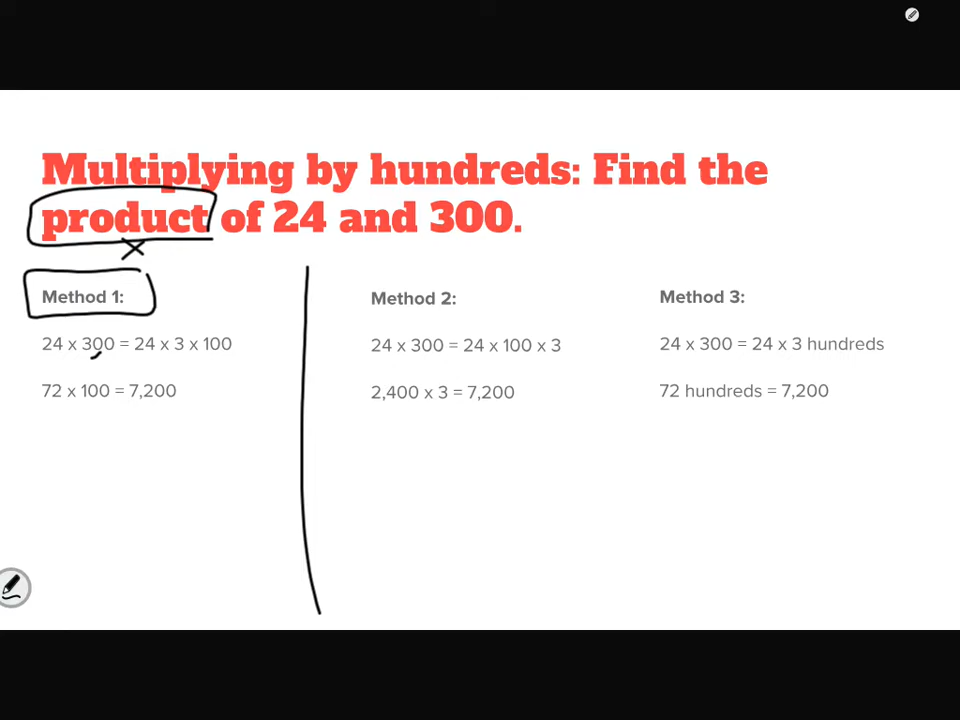 Multiplying by hundreds: Find the
product of 24 and 300.
×
Method 1:
24 x 300 = 24 x 3 x 100
72 x 100 = 7,200
Method 2:
24 x 300 = 24 x 100 x 3
2,400 x 3 = 7,200
Method 3:
24 x 300 = 24 x 3 hundreds
72 hundreds = 7,200